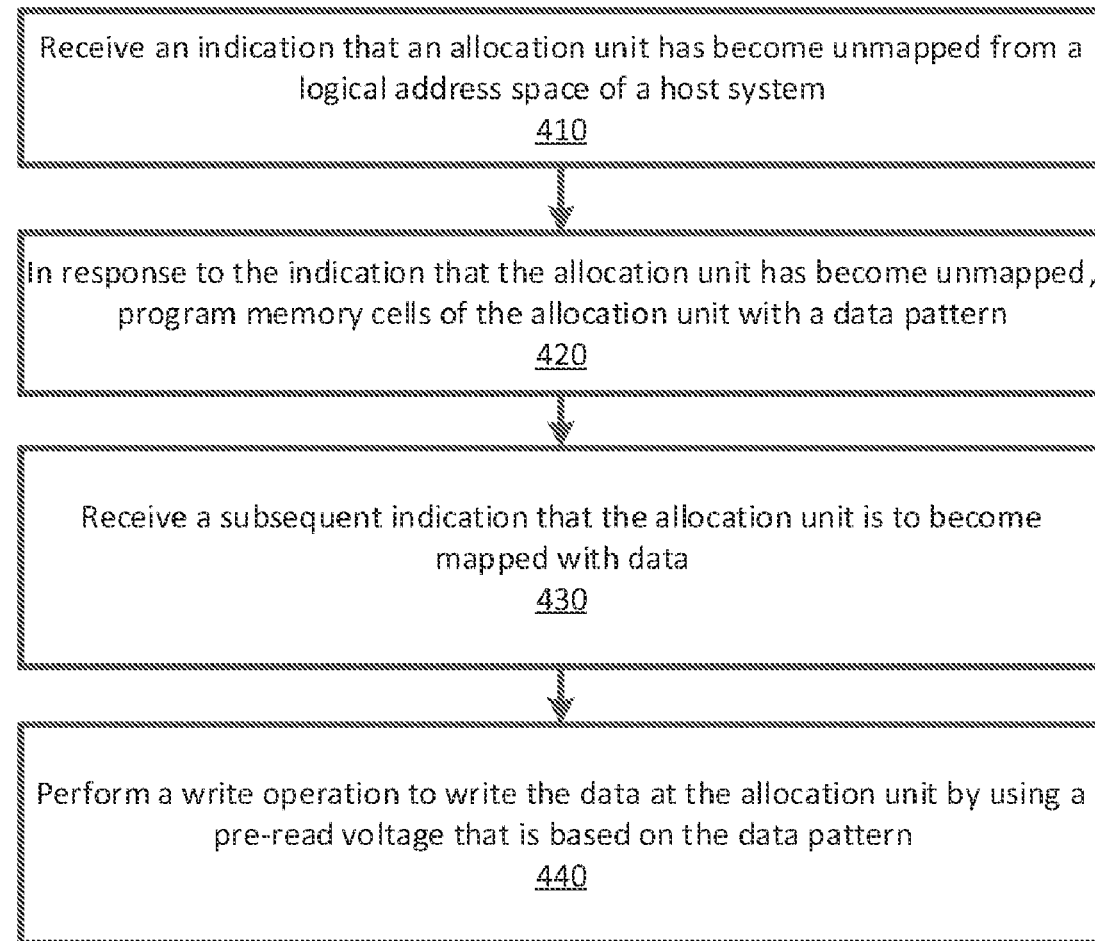 Receive an indication that an allocation unit has become unmapped from a
logical address space of a host system
410
In response to the indication that the allocation unit has become unmapped,
program memory cells of the allocation unit with a data pattern
420
Receive a subsequent indication that the allocation unit is to become
mapped with data
430
Perform a write operation to write the data at the allocation unit by using a
pre-read voltage that is based on the data pattern
440